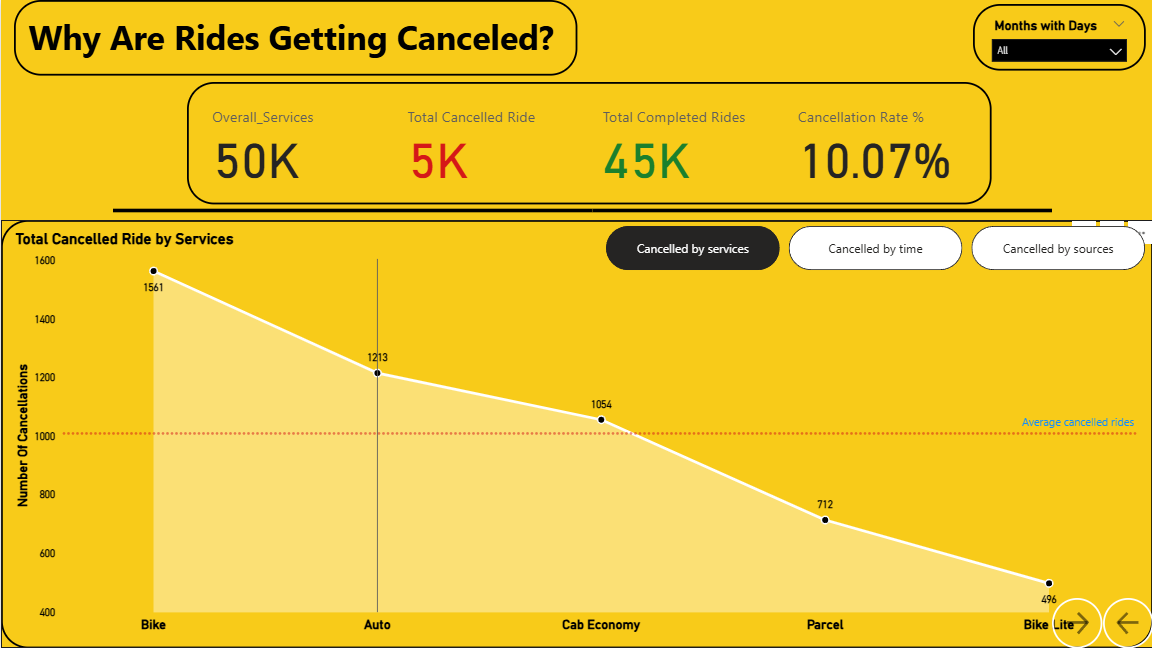 Why Are Rides Getting Canceled?
Months with Days
All
Overall_Services
Total Cancelled Ride
Total Completed Rides
Cancellation Rate %
50K
5K
45K
10.07%
Total Cancelled Ride by Services
Cancelled by services
Cancelled by time
Cancelled by sources
Number Of Cancellations
1600
1400
1200
1000
800
600
400
1561
1213
1054
712
496
Average cancelled rides
Bike
Auto
Cab Economy
Parcel
Bike Lite